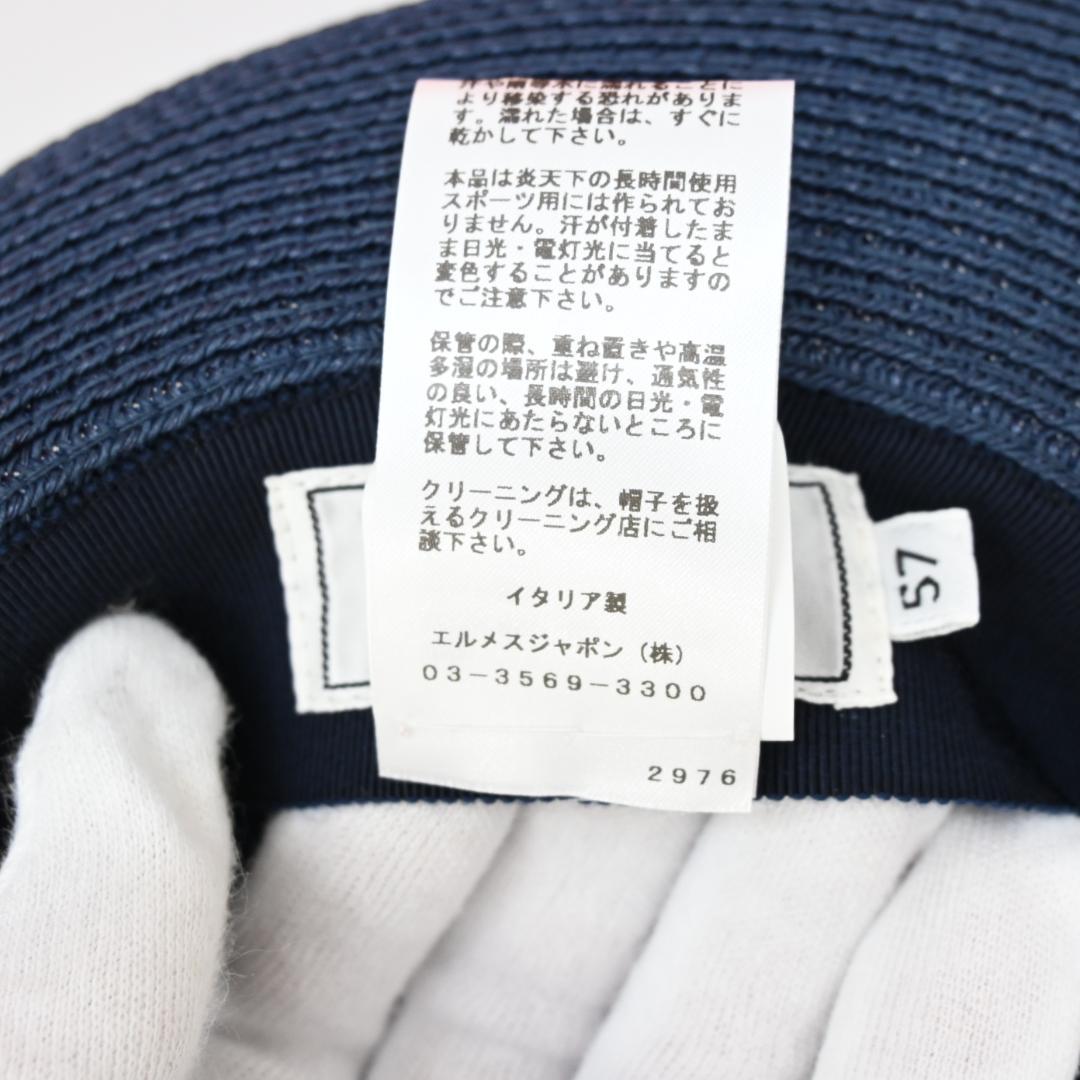 より移染する恐れがありま
す。濡れた場合は、すぐに
乾かして下さい。
本品は炎天下の長時間使用
スポーツ用には作られてお
りません。汗が付着したま
ま日光・電灯光に当てると
変色することがありますの
でご注意下さい。
保管の際、重ね置きや高温
多湿の場所は避け、通気性
の良い、長時間の日光・電
灯光にあたらないところに
保管して下さい。
クリーニングは、帽子を扱
えるクリーニング店にご相
談下さい。
イタリア製
エルメスジャポン（株）
03-3569-3300
2976
57